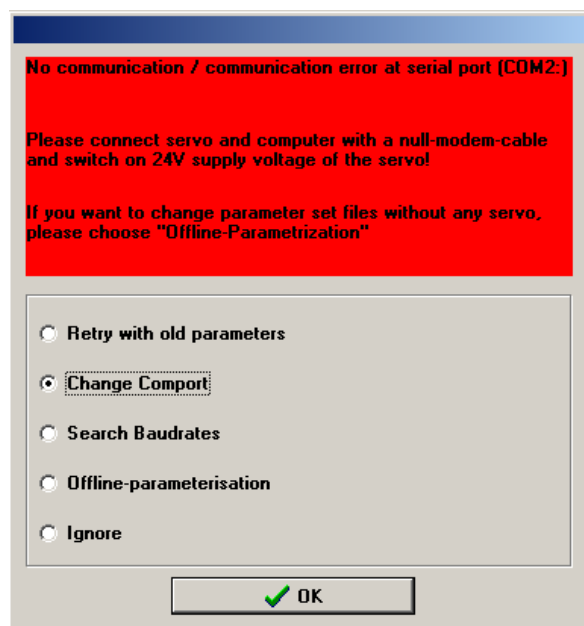 No communication / communication error at serial port (COM2:)
Please connect servo and computer with a null-modem-cable
and switch on 24V supply voltage of the servo!
If you want to change parameter set files without any servo,
please choose "Offline-Parametrization"
Retry with old parameters
Change Comport
Search Baudrates
Offline-parameterisation
Ignore
OK